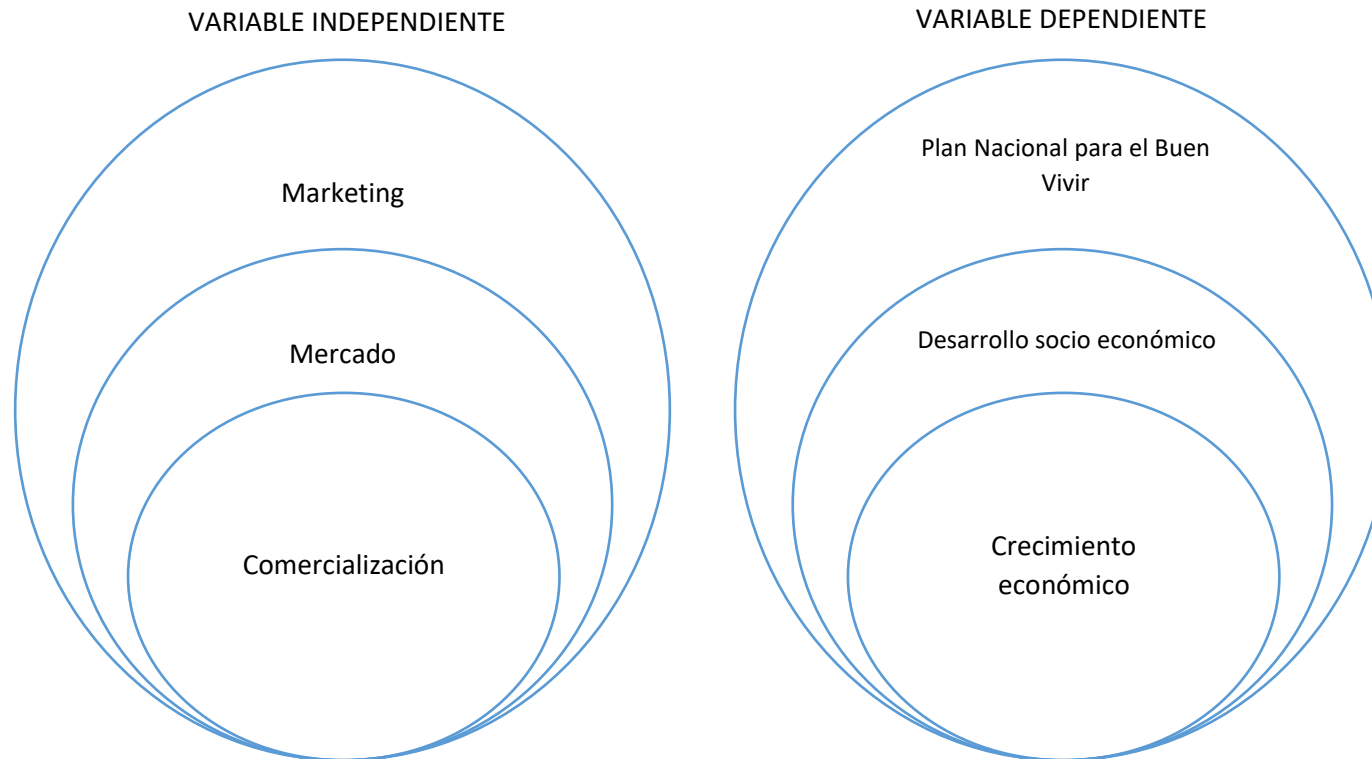 VARIABLE INDEPENDIENTE
Marketing
Mercado
Comercialización
VARIABLE DEPENDIENTE
Plan Nacional para el Buen
Vivir
Desarrollo socio económico
Crecimiento
económico